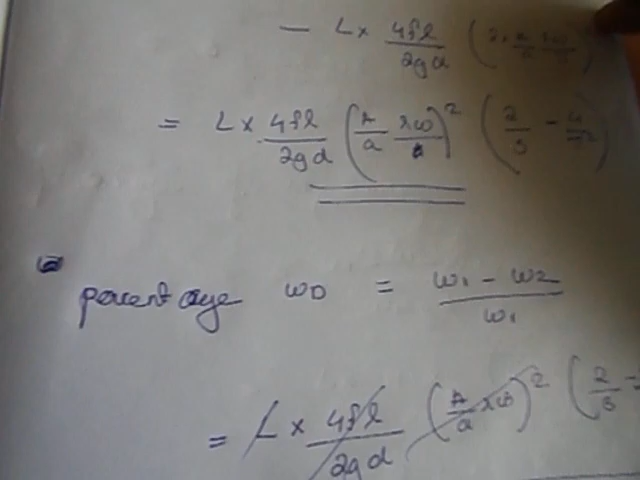 - L x 4fl / 2gd (
= L x 4fl / 2gd (A/a rω)² (2/3 -
percentage WD = W1 - W2 / W1
= L x 4fl / 2gd (A/a rω)² (2/3 -